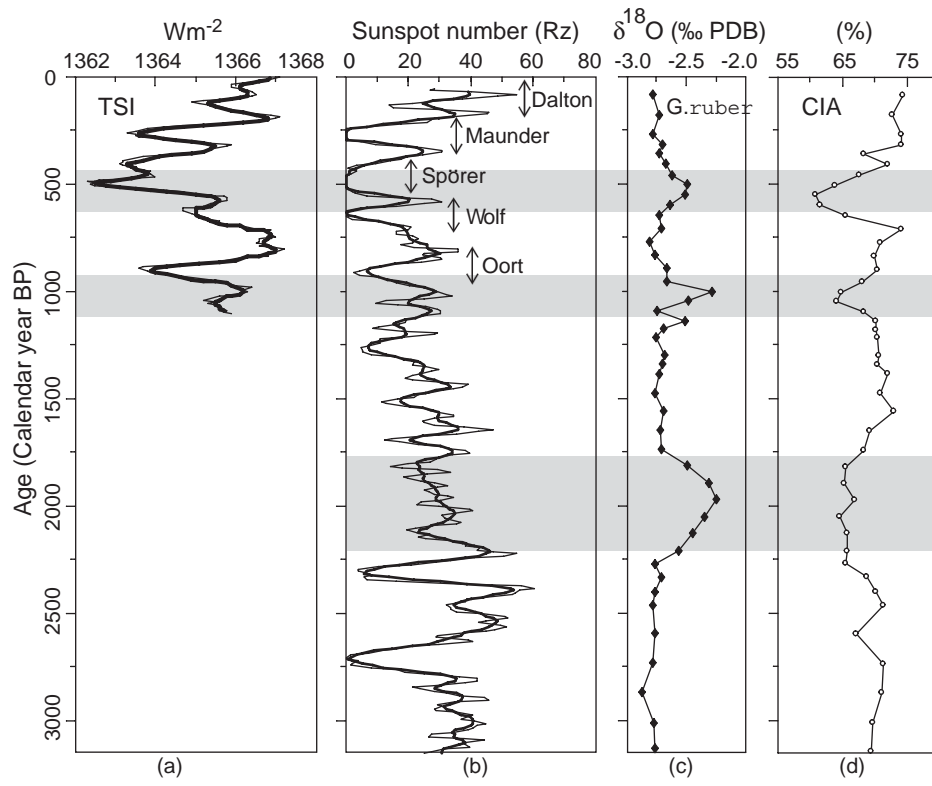 Wm-2
Sunspot number (Rz)
δ18O (‰ PDB)
(%)
1362 1364 1366 1368
0 20 40 60 80
-3.0 -2.5 -2.0
55 65 75
TSI
Dalton
G.ruber
CIA
Maunder
Spörer
Wolf
Oort
Age (Calendar year BP)
0
500
1000
1500
2000
2500
3000
(a)
(b)
(c)
(d)